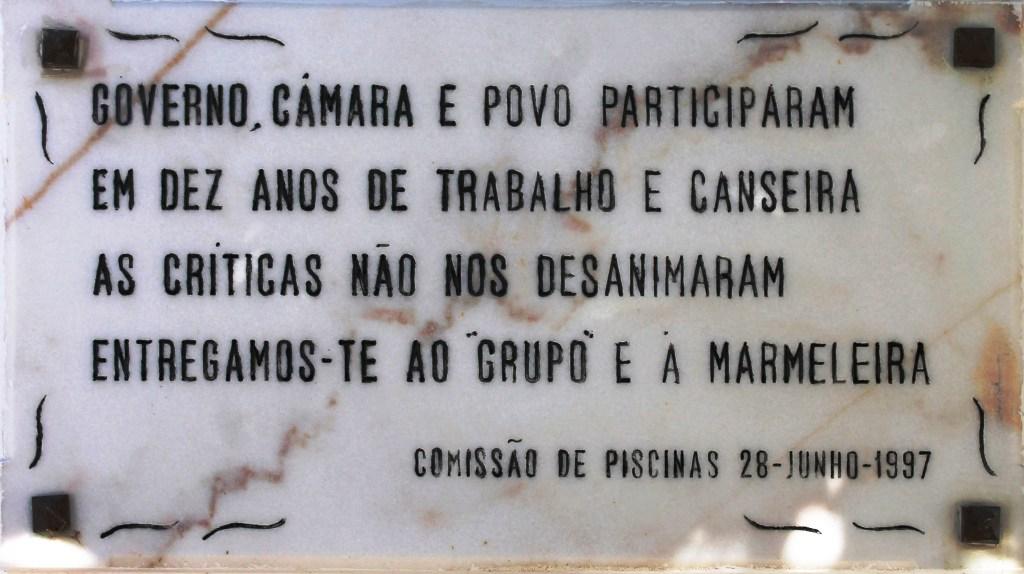 GOVERNO, CÂMARA E POVO PARTICIPARAM
EM DEZ ANOS DE TRABALHO E CANSEIRA
AS CRÍTICAS NÃO NOS DESANIMARAM
ENTREGAMOS-TE AO "GRUPO" E À MARMELEIRA
COMISSÃO DE PISCINAS 28-JUNHO-1997